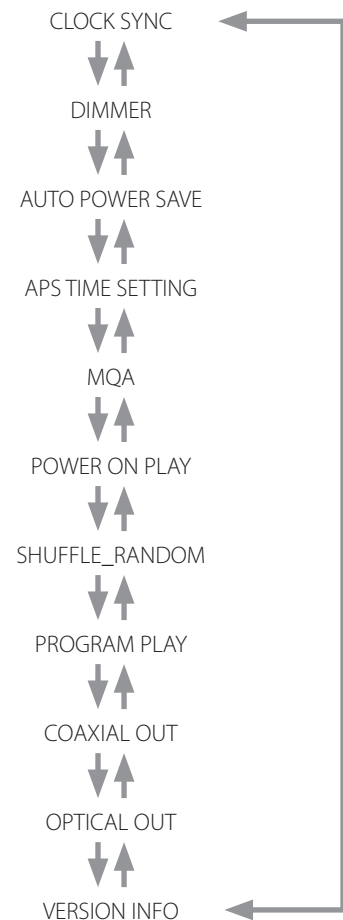 CLOCK SYNC
DIMMER
AUTO POWER SAVE
APS TIME SETTING
MQA
POWER ON PLAY
SHUFFLE_RANDOM
PROGRAM PLAY
COAXIAL OUT
OPTICAL OUT
VERSION INFO